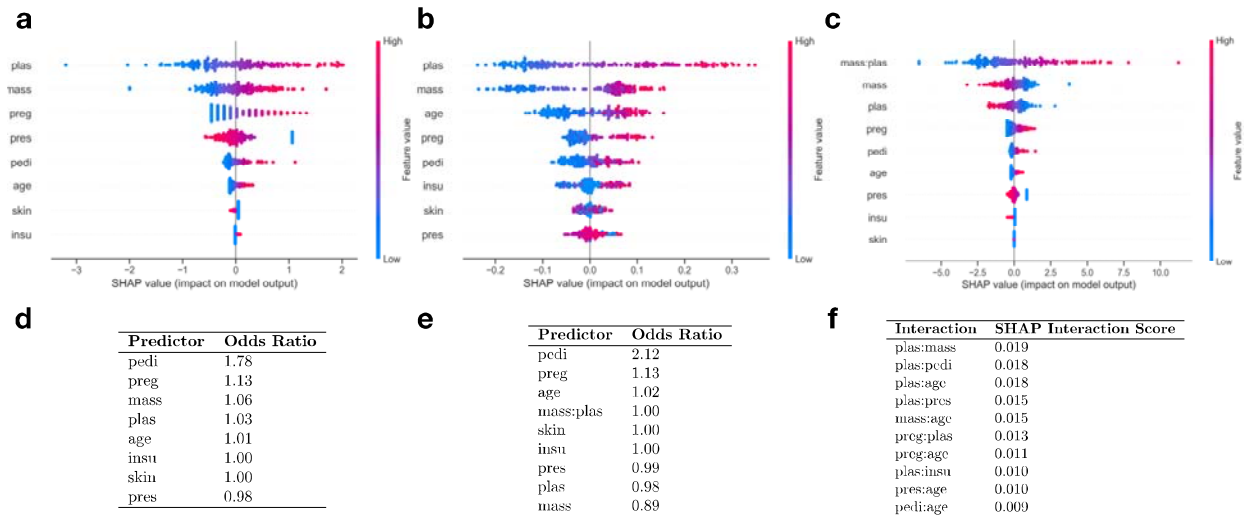 a
High
plas
mass
preg
pres
pedi
age
skin
insu
Feature value
Low
−3 −2 −1 0 1 2
SHAP value (impact on model output)
b
High
plas
mass
age
preg
pedi
insu
skin
pres
Feature value
Low
−0.2 −0.1 0.0 0.1 0.2 0.3
SHAP value (impact on model output)
c
High
mass:plas
mass
plas
preg
pedi
age
pres
insu
skin
Feature value
Low
−5.0 −2.5 0.0 2.5 5.0 7.5 10.0
SHAP value (impact on model output)
d
Predictor Odds Ratio
pedi 1.78
preg 1.13
mass 1.06
plas 1.03
age 1.01
insu 1.00
skin 1.00
pres 0.98
e
Predictor Odds Ratio
pedi 2.12
preg 1.13
age 1.02
mass:plas 1.00
skin 1.00
insu 1.00
pres 0.99
plas 0.98
mass 0.89
f
Interaction SHAP Interaction Score
plas:mass 0.019
plas:pedi 0.018
plas:age 0.018
plas:pres 0.015
mass:age 0.015
preg:plas 0.013
preg:age 0.011
plas:insu 0.010
pres:age 0.010
pedi:age 0.009